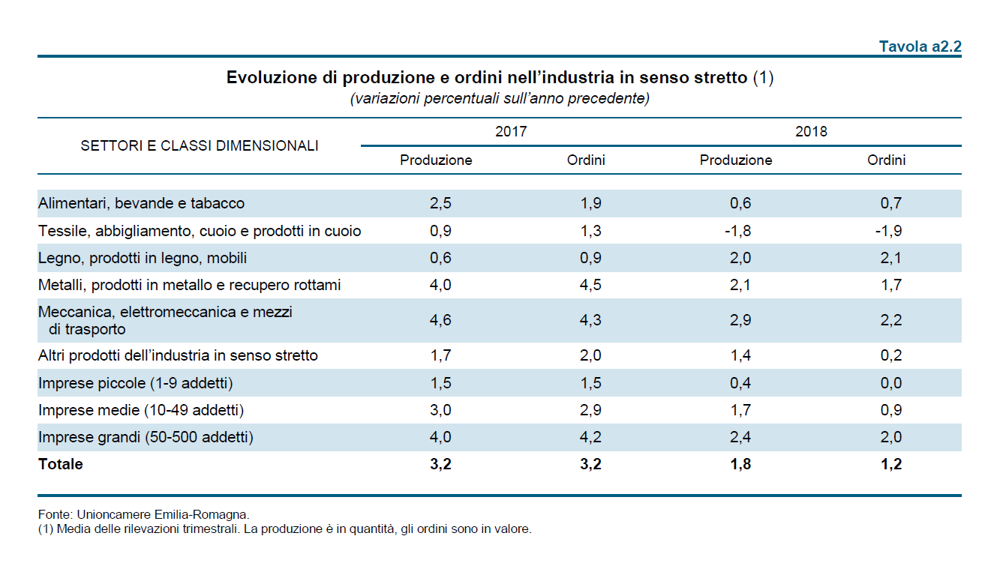 Tavola a2.2
Evoluzione di produzione e ordini nell’industria in senso stretto (1)
(variazioni percentuali sull’anno precedente)
SETTORI E CLASSI DIMENSIONALI 2017 2018
Produzione Ordini Produzione Ordini
Alimentari, bevande e tabacco 2,5 1,9 0,6 0,7
Tessile, abbigliamento, cuoio e prodotti in cuoio 0,9 1,3 -1,8 -1,9
Legno, prodotti in legno, mobili 0,6 0,9 2,0 2,1
Metalli, prodotti in metallo e recupero rottami 4,0 4,5 2,1 1,7
Meccanica, elettromeccanica e mezzi
di trasporto 4,6 4,3 2,9 2,2
Altri prodotti dell’industria in senso stretto 1,7 2,0 1,4 0,2
Imprese piccole (1-9 addetti) 1,5 1,5 0,4 0,0
Imprese medie (10-49 addetti) 3,0 2,9 1,7 0,9
Imprese grandi (50-500 addetti) 4,0 4,2 2,4 2,0
Totale 3,2 3,2 1,8 1,2
Fonte: Unioncamere Emilia-Romagna.
(1) Media delle rilevazioni trimestrali. La produzione è in quantità, gli ordini sono in valore.